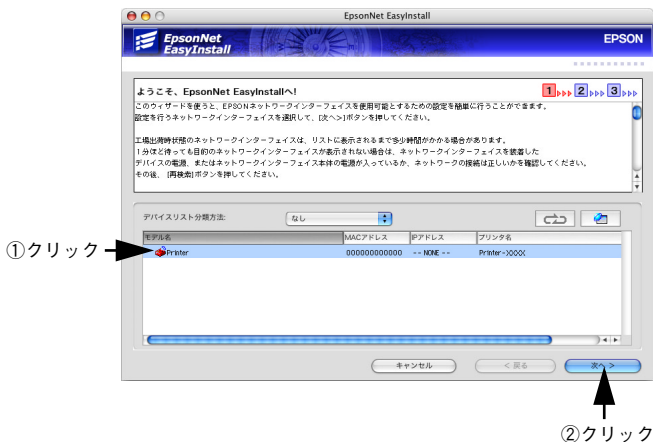 EpsonNet EasyInstall
EpsonNet
EasyInstall
EPSON
ようこそ、EpsonNet EasyInstallへ!
1 2 3
このウィザードを使うと、EPSONネットワークインターフェイスを使用可能とするための設定を簡単に行うことができます。
設定を行うネットワークインターフェイスを選択して、[次へ>]ボタンを押してください。
工場出荷時状態のネットワークインターフェイスは、リストに表示されるまで多少時間がかかる場合があります。
1分ほど待っても目的のネットワークインターフェイスが表示されない場合は、ネットワークインターフェイスを装着した
デバイスの電源、またはネットワークインターフェイス本体の電源が入っているか、ネットワークの接続は正しいかを確認してください。
その後、[再検索]ボタンを押してください。
デバイスリスト分類方法: なし
モデル名 MACアドレス IPアドレス プリンタ名
①クリック
Printer 000000000000 -- NONE -- Printer-XXXX
キャンセル < 戻る 次へ >
②クリック